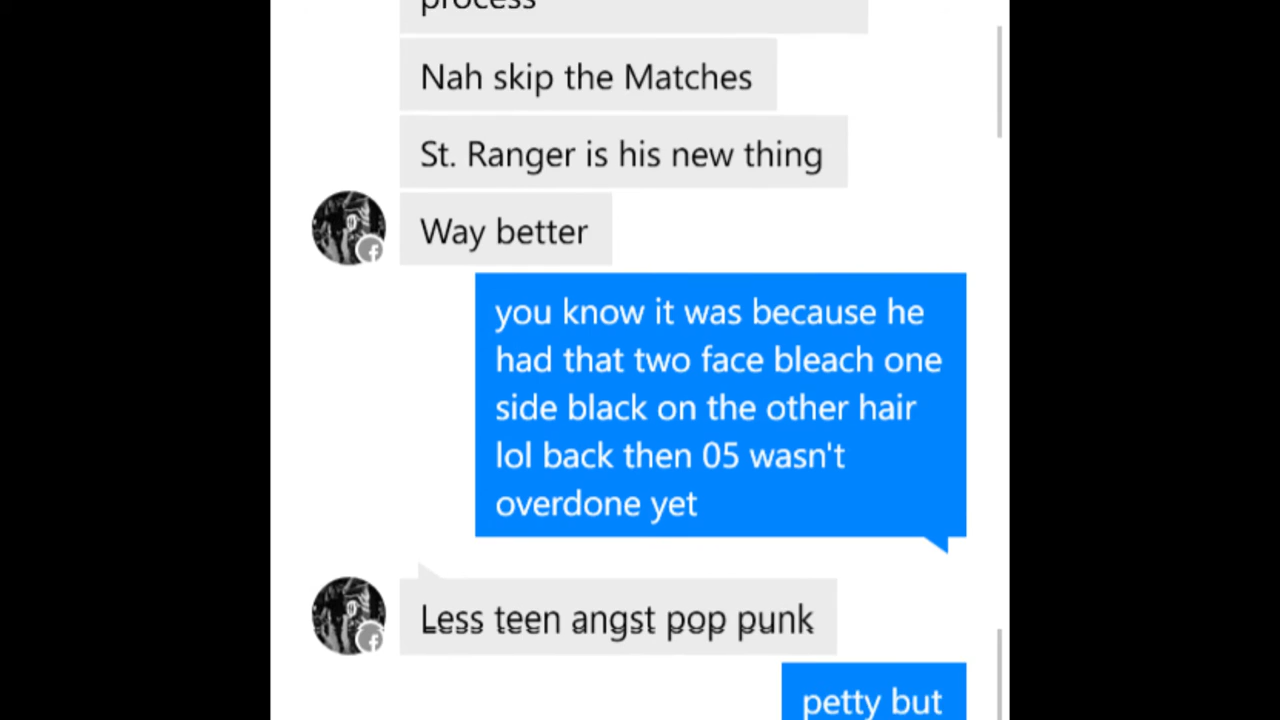 process
Nah skip the Matches
St. Ranger is his new thing
Way better
you know it was because he
had that two face bleach one
side black on the other hair
lol back then 05 wasn't
overdone yet
Less teen angst pop punk
petty but